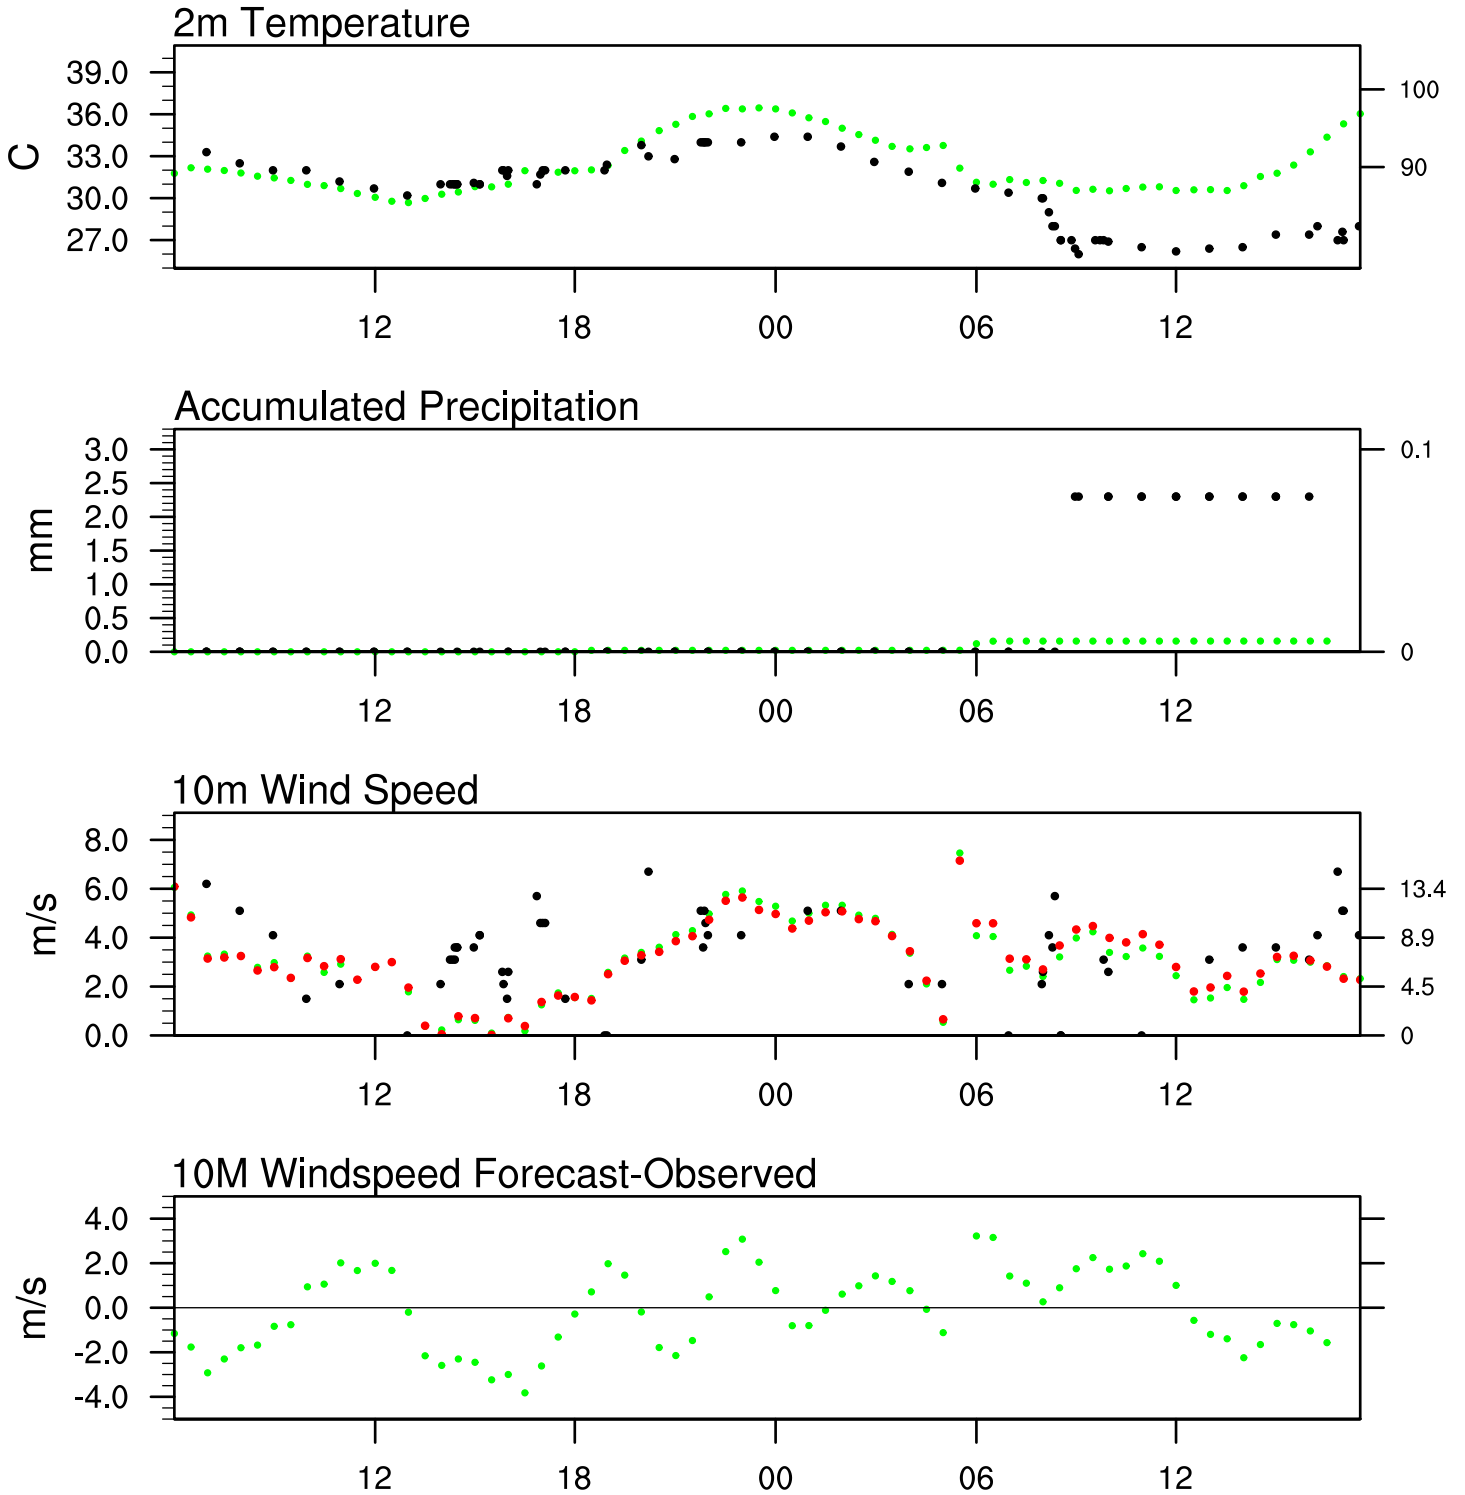 2m Temperature
39.0
36.0
33.0
30.0
27.0
C
100
90
12 18 00 06 12
Accumulated Precipitation
3.0
2.5
2.0
1.5
1.0
0.5
0.0
mm
0.1
0
12 18 00 06 12
10m Wind Speed
8.0
6.0
4.0
2.0
0.0
m/s
13.4
8.9
4.5
0
12 18 00 06 12
10M Windspeed Forecast-Observed
4.0
2.0
0.0
-2.0
-4.0
m/s
12 18 00 06 12